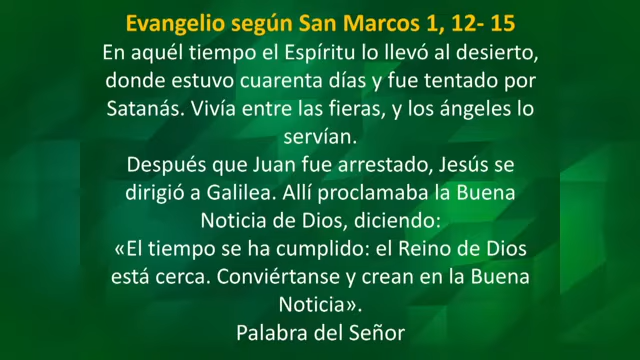 Evangelio según San Marcos 1, 12- 15
En aquél tiempo el Espíritu lo llevó al desierto,
donde estuvo cuarenta días y fue tentado por
Satanás. Vivía entre las fieras, y los ángeles lo
servían.
Después que Juan fue arrestado, Jesús se
dirigió a Galilea. Allí proclamaba la Buena
Noticia de Dios, diciendo:
«El tiempo se ha cumplido: el Reino de Dios
está cerca. Conviértanse y crean en la Buena
Noticia».
Palabra del Señor